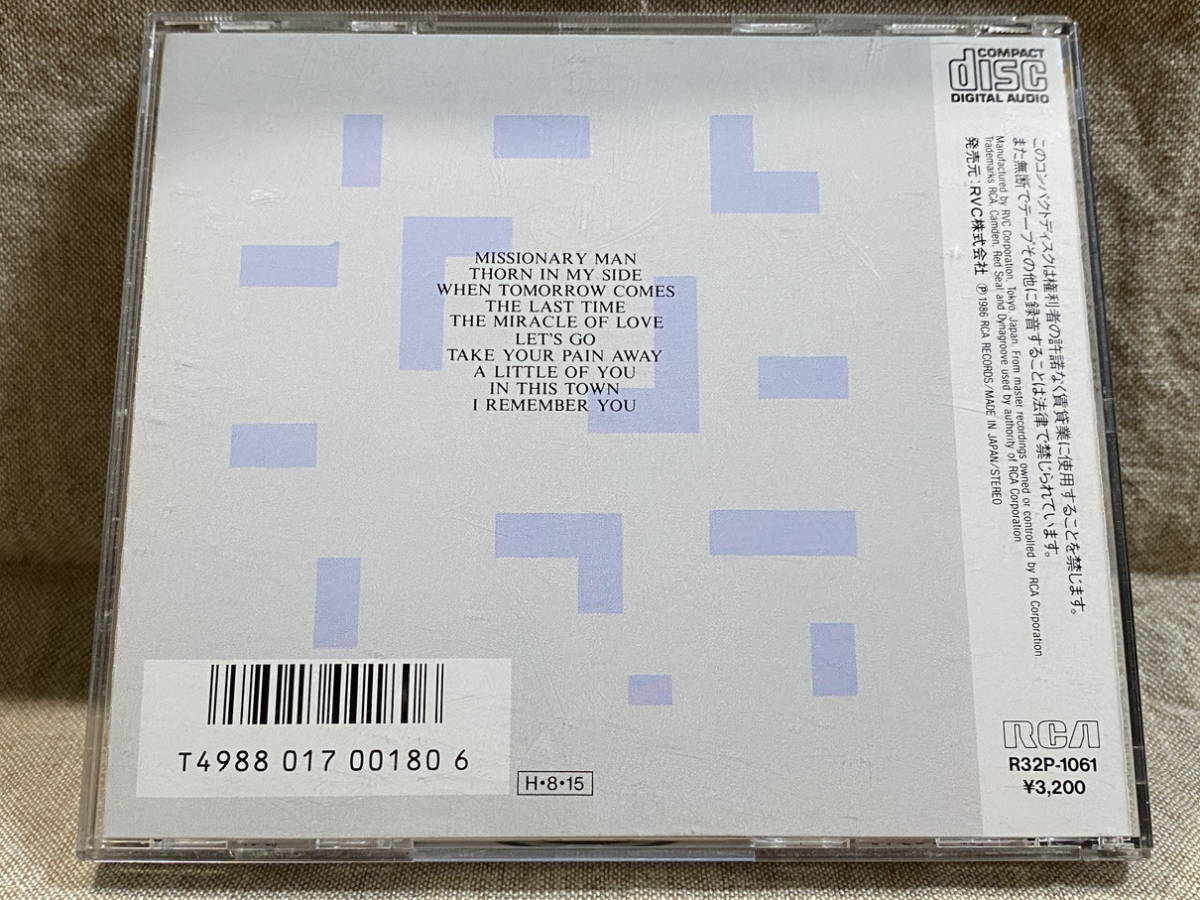 MISSIONARY MAN
THORN IN MY SIDE
WHEN TOMORROW COMES
THE LAST TIME
THE MIRACLE OF LOVE
LET'S GO
TAKE YOUR PAIN AWAY
A LITTLE OF YOU
IN THIS TOWN
I REMEMBER YOU
T4988 017 00180 6
H•8•15
COMPACT
disc
DIGITAL AUDIO
このコンパクトディスクは権利者の許諾なく賃貸業に使用することを禁じます。
また無断でテープその他に録音することは法律で禁じられています。
Manufactured by RVC Corporation, Tokyo, Japan. From master recordings owned or controlled by RCA Corporation
Trademarks RCA, Camden, Red Seal and Dynagroove used by authority of RCA Corporation
発売元：RVC株式会社 ℗1986 RCA RECORDS/MADE IN JAPAN/STEREO
RCA
R32P-1061
¥3,200